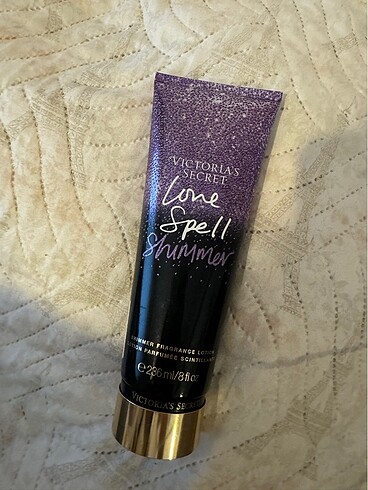 VICTORIA'S
SECRET
Love
Spell
Shimmer
SHIMMER FRAGRANCE LOTION
LOTION PARFUMÉE SCINTILLANTE
℮236 ml/8 fl oz
VICTORIA'S SECRET